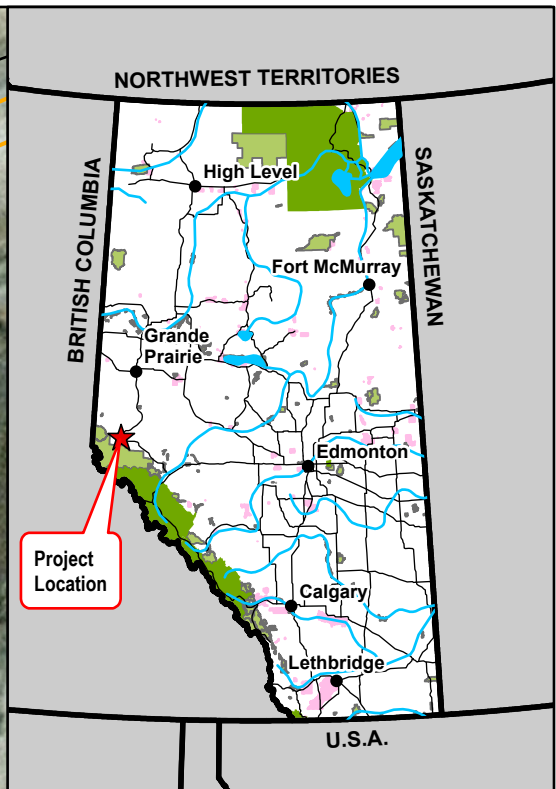 NORTHWEST TERRITORIES
BRITISH COLUMBIA
SASKATCHEWAN
High Level
Fort McMurray
Grande
Prairie
Edmonton
Project
Location
Calgary
Lethbridge
U.S.A.